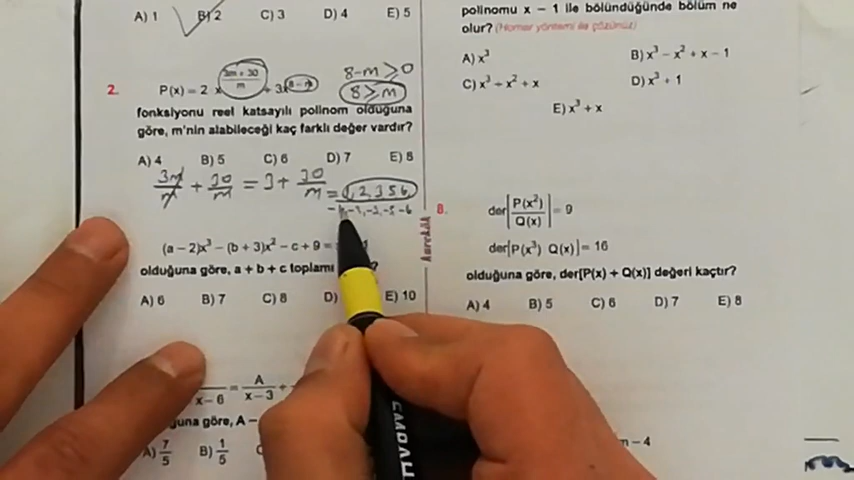 A) 1 B) 2 C) 3 D) 4 E) 5
2.
P(x) = 2 x^(3m + 30)/m + 3x^(8 - m)
8 - m ≥ 0
8 ≥ m
fonksiyonu reel katsayılı polinom olduğuna
göre, m'nin alabileceği kaç farklı değer vardır?
A) 4 B) 5 C) 6 D) 7 E) 8
3m/m + 30/m = 3 + 30/m = 1, 2, 3 5 6,
(a – 2)x³ – (b + 3)x² – c + 9 =
olduğuna göre, a + b + c toplamı ?
A) 6 B) 7 C) 8 D) E) 10
x – 6 = A/(x – 3) +
göre, A –
A) 7/5 B) 1/5
polinomu x – 1 ile bölündüğünde bölüm ne
olur? (Horner yöntemi ile çözünüz)
A) x³ B) x³ – x² + x – 1
C) x³ + x² + x D) x³ + 1
E) x³ + x
8.
der[P(x²)/Q(x)] = 9
der[P(x³) Q(x)] = 16
olduğuna göre, der[P(x) + Q(x)] değeri kaçtır?
A) 4 B) 5 C) 6 D) 7 E) 8
m – 4